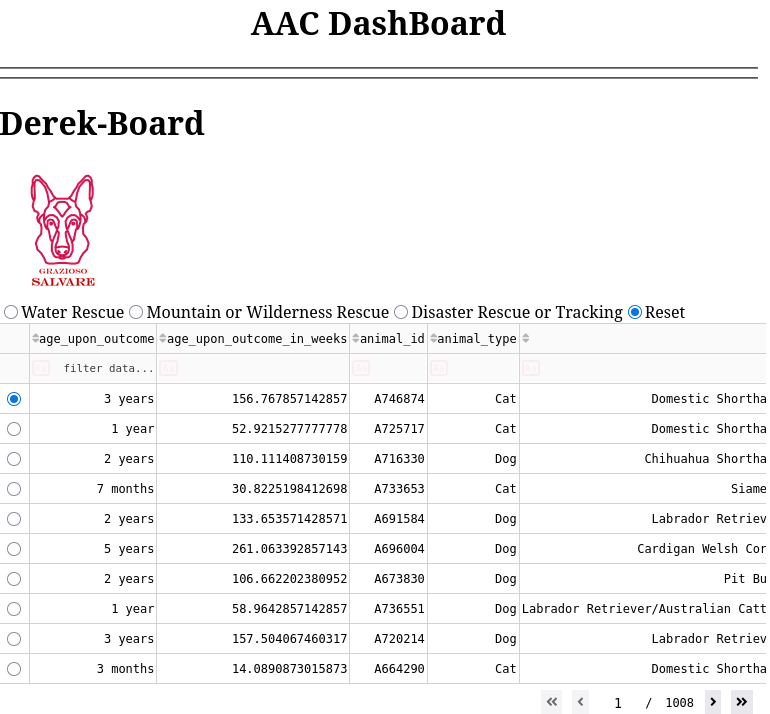 AAC DashBoard
Derek-Board
GRAZIOSO
SALVARE
Water Rescue Mountain or Wilderness Rescue Disaster Rescue or Tracking Reset
age_upon_outcome age_upon_outcome_in_weeks animal_id animal_type
Aa filter data... Aa Aa Aa Aa
3 years 156.767857142857 A746874 Cat Domestic Shortha
1 year 52.9215277777778 A725717 Cat Domestic Shortha
2 years 110.111408730159 A716330 Dog Chihuahua Shortha
7 months 30.8225198412698 A733653 Cat Siame
2 years 133.653571428571 A691584 Dog Labrador Retriev
5 years 261.063392857143 A696004 Dog Cardigan Welsh Cor
2 years 106.662202380952 A673830 Dog Pit Bu
1 year 58.9642857142857 A736551 Dog Labrador Retriever/Australian Catt
3 years 157.504067460317 A720214 Dog Labrador Retriev
3 months 14.0890873015873 A664290 Cat Domestic Shortha
1 / 1008